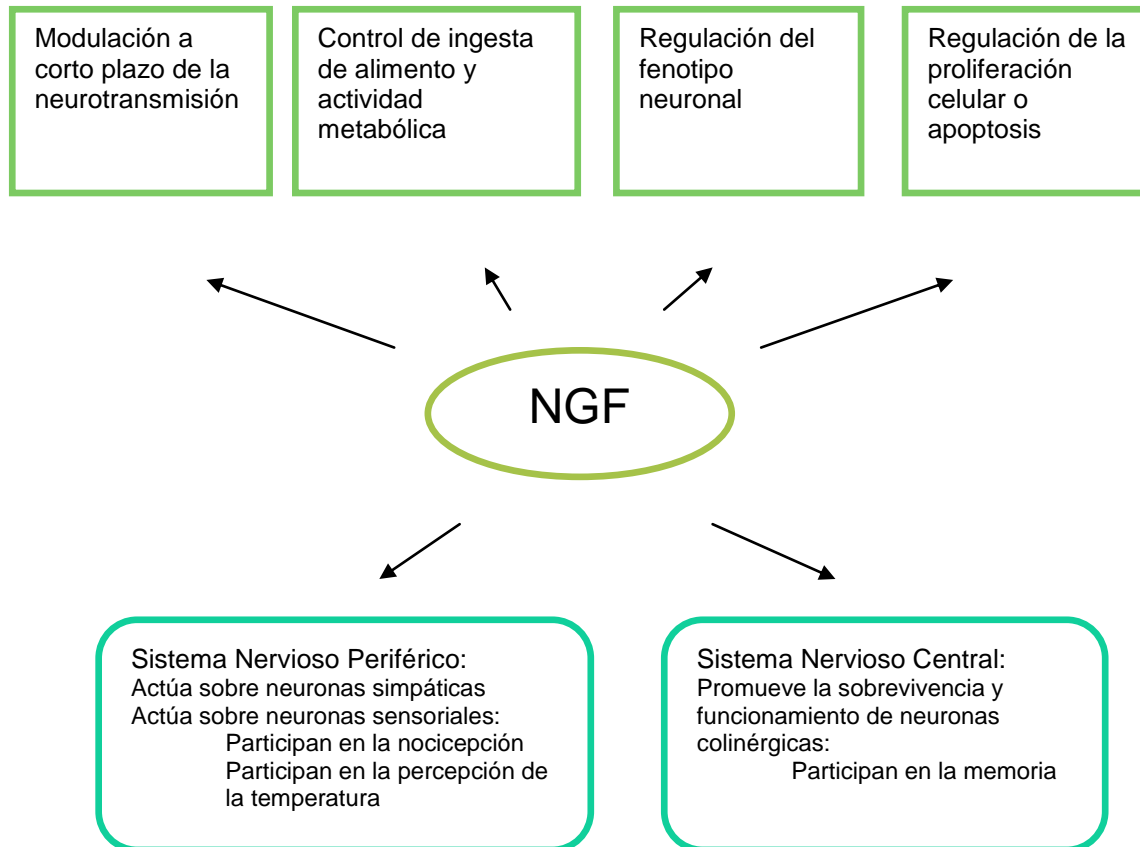 Modulación a
corto plazo de la
neurotransmisión
Control de ingesta
de alimento y
actividad
metabólica
Regulación del
fenotipo
neuronal
Regulación de la
proliferación
celular o
apoptosis
NGF
Sistema Nervioso Periférico:
Actúa sobre neuronas simpáticas
Actúa sobre neuronas sensoriales:
Participan en la nocicepción
Participan en la percepción de
la temperatura
Sistema Nervioso Central:
Promueve la sobrevivencia y
funcionamiento de neuronas
colinérgicas:
Participan en la memoria